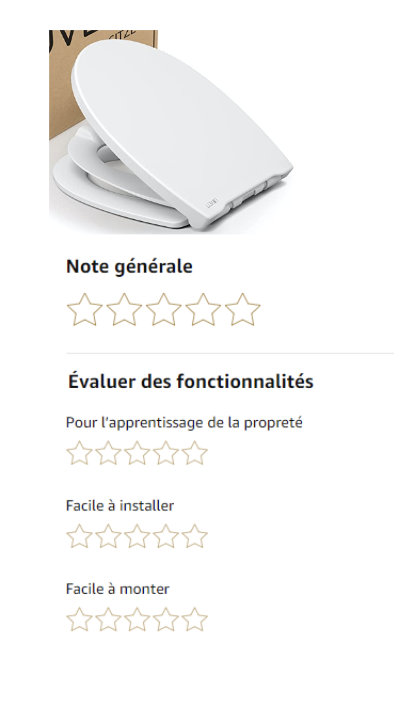 Note générale
Évaluer des fonctionnalités
Pour l'apprentissage de la propreté
Facile à installer
Facile à monter